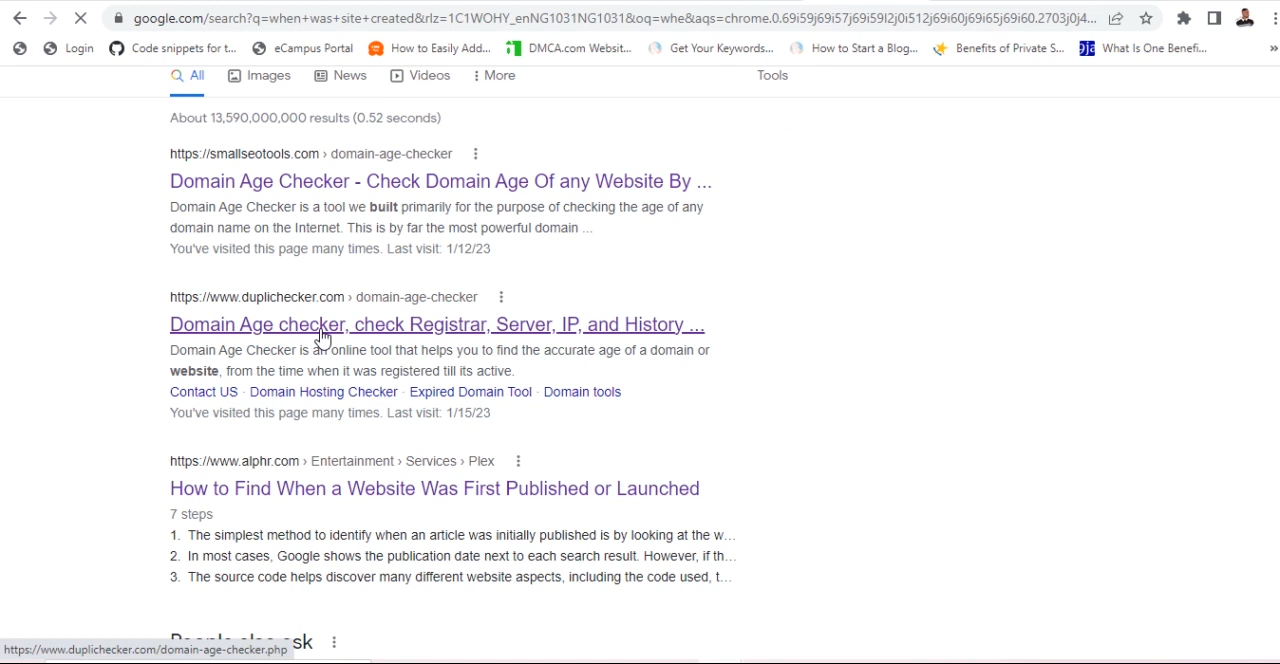 google.com/search?q=when+was+site+created&rlz=1C1WOHY_enNG1031NG1031&oq=whe&aqs=chrome.0.69i59j69i57j69i59l2j0i512j69i60j69i65j69i60.2703j0j4...
Login Code snippets for t... eCampus Portal How to Easily Add... DMCA.com Websit... Get Your Keywords... How to Start a Blog... Benefits of Private S... What Is One Benefi... »
All Images News Videos More Tools
About 13,590,000,000 results (0.52 seconds)
https://smallseotools.com › domain-age-checker
Domain Age Checker - Check Domain Age Of any Website By ...
Domain Age Checker is a tool we built primarily for the purpose of checking the age of any
domain name on the Internet. This is by far the most powerful domain ...
You've visited this page many times. Last visit: 1/12/23
https://www.duplichecker.com › domain-age-checker
Domain Age checker, check Registrar, Server, IP, and History ...
Domain Age Checker is an online tool that helps you to find the accurate age of a domain or
website, from the time when it was registered till its active.
Contact US · Domain Hosting Checker · Expired Domain Tool · Domain tools
You've visited this page many times. Last visit: 1/15/23
https://www.alphr.com › Entertainment › Services › Plex
How to Find When a Website Was First Published or Launched
7 steps
1. The simplest method to identify when an article was initially published is by looking at the w...
2. In most cases, Google shows the publication date next to each search result. However, if th...
3. The source code helps discover many different website aspects, including the code used, t...
People also ask
https://www.duplichecker.com/domain-age-checker.php